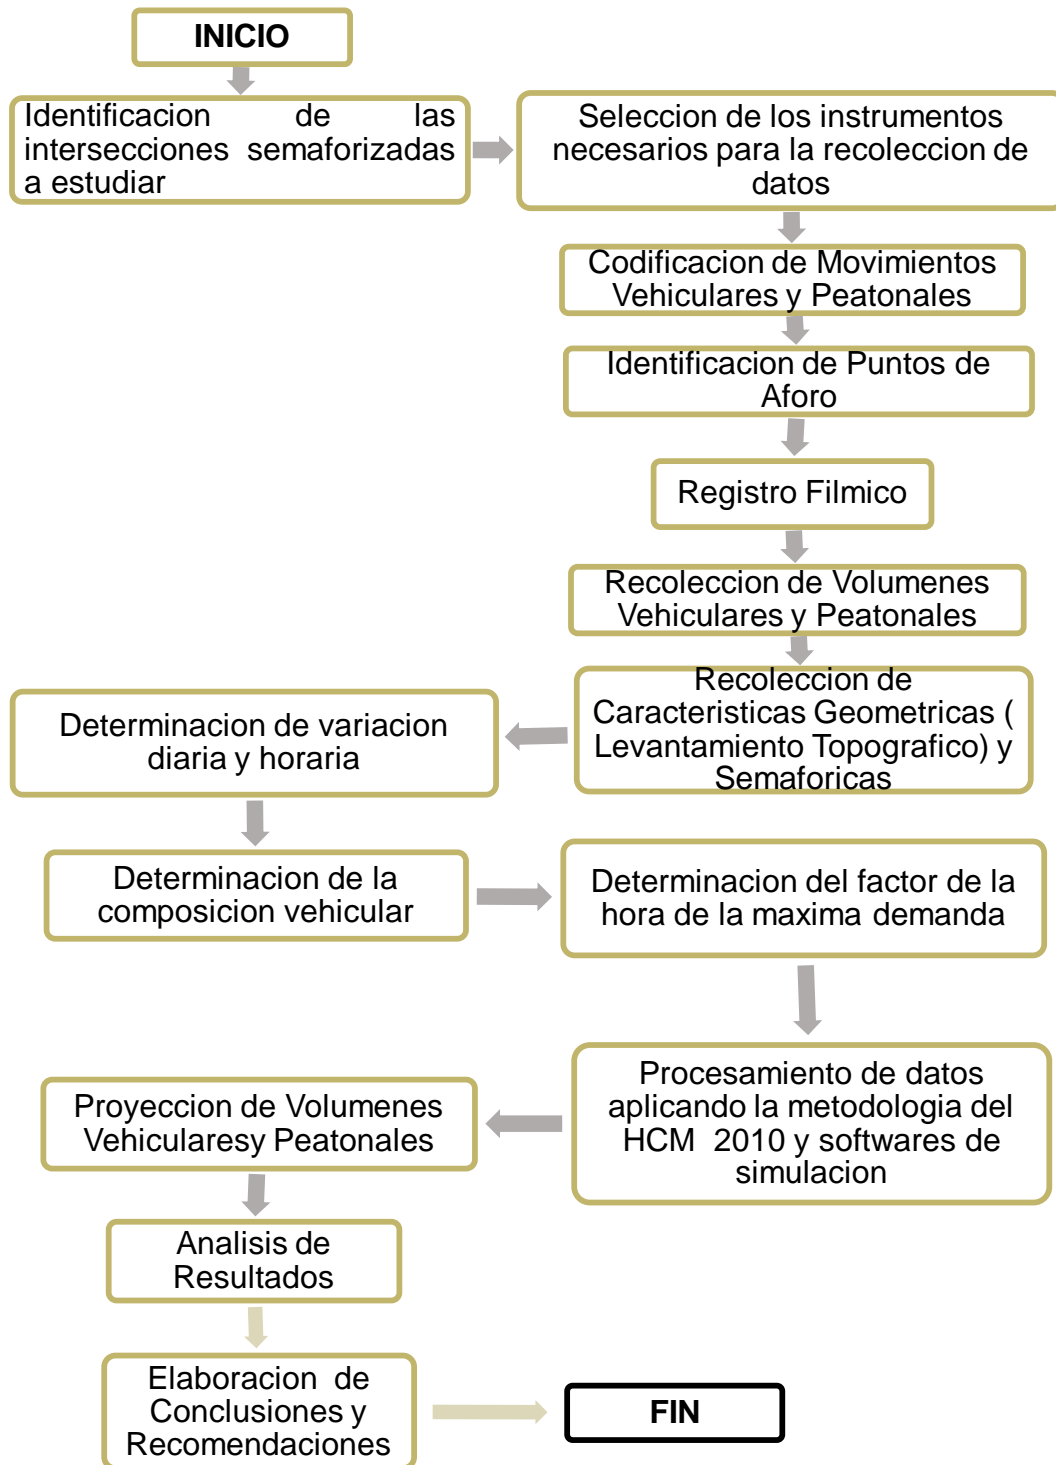 INICIO
Identificacion de las
intersecciones semaforizadas
a estudiar
Seleccion de los instrumentos
necesarios para la recoleccion de
datos
Codificacion de Movimientos
Vehiculares y Peatonales
Identificacion de Puntos de
Aforo
Registro Filmico
Recoleccion de Volumenes
Vehiculares y Peatonales
Recoleccion de
Caracteristicas Geometricas (
Levantamiento Topografico) y
Semaforicas
Determinacion de variacion
diaria y horaria
Determinacion de la
composicion vehicular
Determinacion del factor de la
hora de la maxima demanda
Procesamiento de datos
aplicando la metodologia del
HCM 2010 y softwares de
simulacion
Proyeccion de Volumenes
Vehicularesy Peatonales
Analisis de
Resultados
Elaboracion de
Conclusiones y
Recomendaciones
FIN